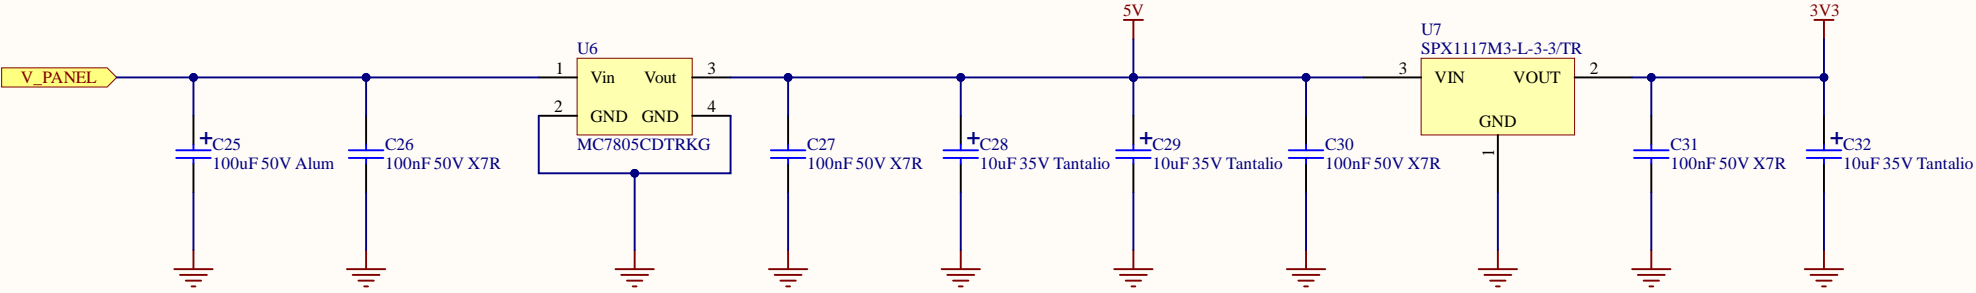 5V
3V3
U7
SPX1117M3-L-3-3/TR
U6
V_PANEL
1 Vin Vout 3
3 VIN VOUT 2
2 GND GND 4
GND
1
MC7805CDTRKG
+ C25
100uF 50V Alum
C26
100nF 50V X7R
C27
100nF 50V X7R
+ C28
10uF 35V Tantalio
+ C29
10uF 35V Tantalio
C30
100nF 50V X7R
C31
100nF 50V X7R
+ C32
10uF 35V Tantalio